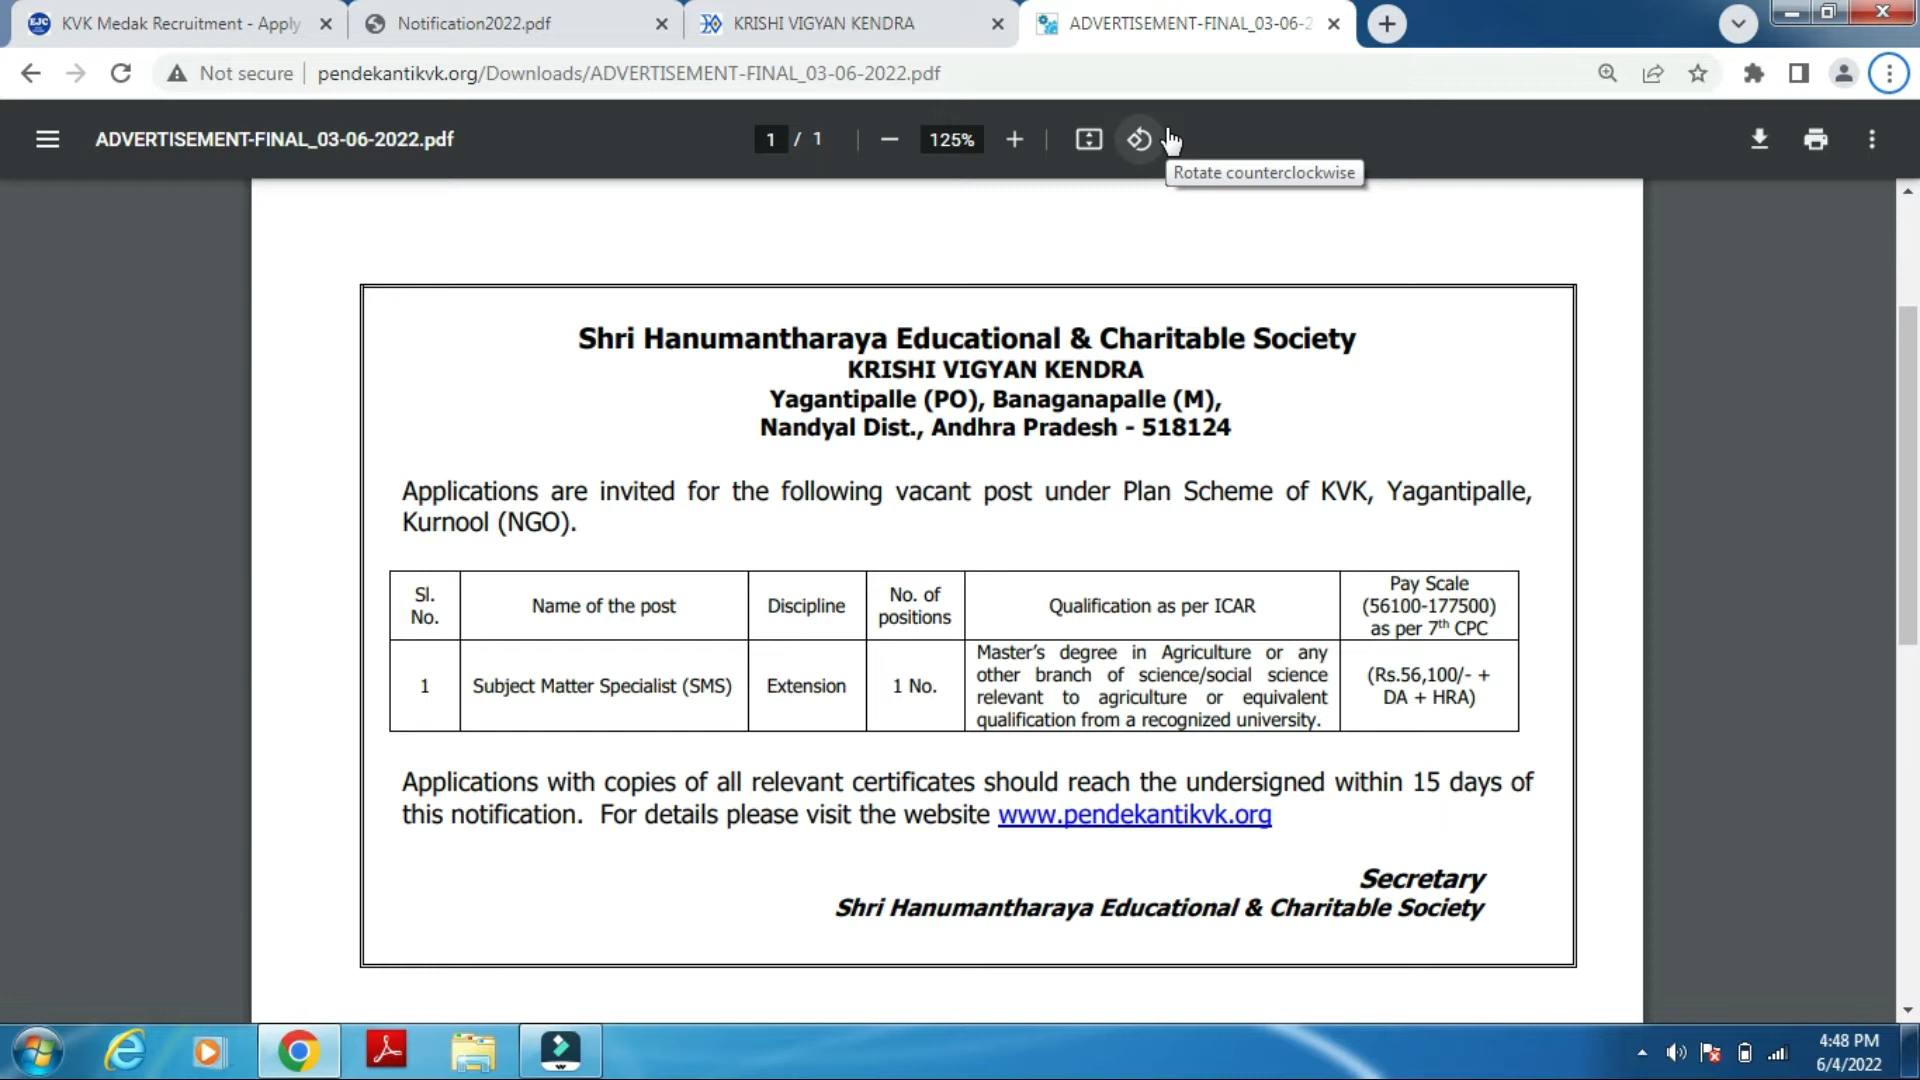 EJC
KVK Medak Recruitment - Apply
Notification2022.pdf
KRISHI VIGYAN KENDRA
ADVERTISEMENT-FINAL_03-06-2
Not secure
pendekantikvk.org/Downloads/ADVERTISEMENT-FINAL_03-06-2022.pdf
ADVERTISEMENT-FINAL_03-06-2022.pdf
1 / 1
125%
Rotate counterclockwise
Shri Hanumantharaya Educational & Charitable Society
KRISHI VIGYAN KENDRA
Yagantipalle (PO), Banaganapalle (M),
Nandyal Dist., Andhra Pradesh - 518124
Applications are invited for the following vacant post under Plan Scheme of KVK, Yagantipalle,
Kurnool (NGO).
Sl.
No.
Name of the post
Discipline
No. of
positions
Qualification as per ICAR
Pay Scale
(56100-177500)
as per 7th CPC
1
Subject Matter Specialist (SMS)
Extension
1 No.
Master's degree in Agriculture or any
other branch of science/social science
relevant to agriculture or equivalent
qualification from a recognized university.
(Rs.56,100/- +
DA + HRA)
Applications with copies of all relevant certificates should reach the undersigned within 15 days of
this notification. For details please visit the website www.pendekantikvk.org
Secretary
Shri Hanumantharaya Educational & Charitable Society
4:48 PM
6/4/2022